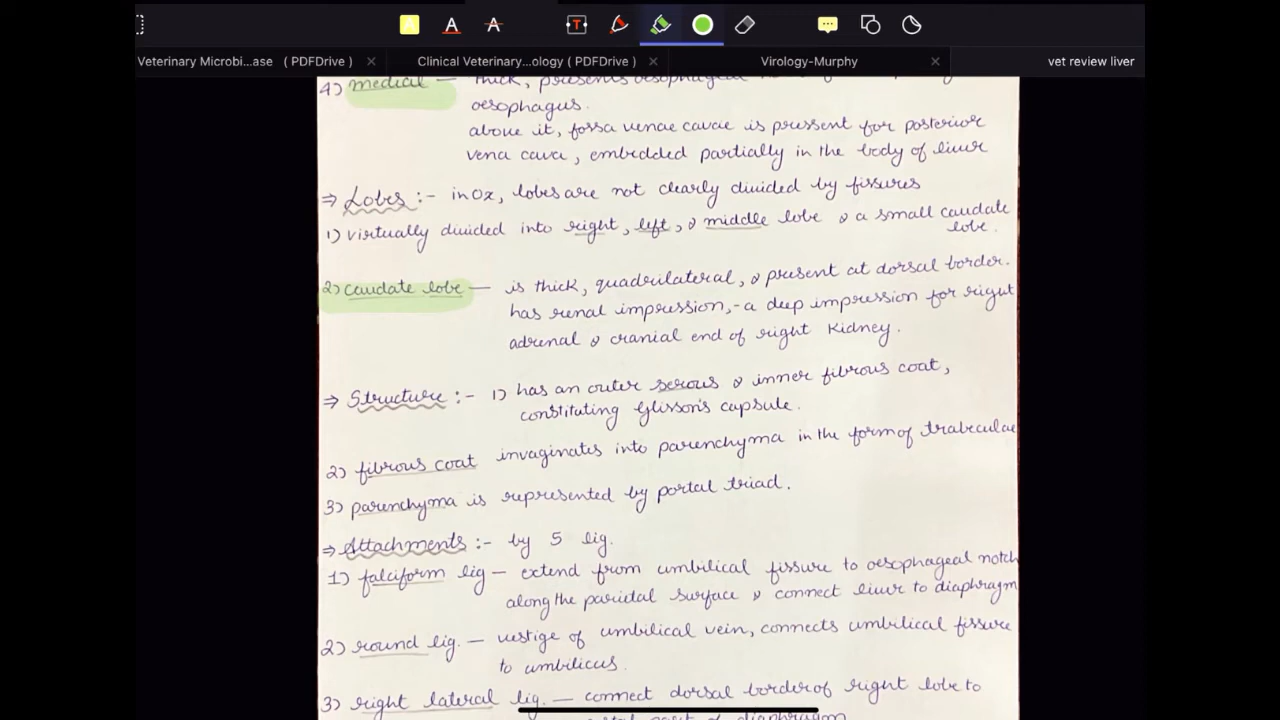 A A A T
Veterinary Microbi...ase ( PDFDrive ) × Clinical Veterinary...ology ( PDFDrive ) × Virology-Murphy × vet review liver
4) medial — thick, presents oesophageal
oesophagus.
above it, fossa venae cavae is pressent for posterior
vena cava, embedded partially in the body of liver
⇒ Lobes :- in Ox, lobes are not clearly divided by fissures
1) virtually divided into right, left, & middle lobe & a small caudate
lobe.
2) caudate lobe — is thick, quadrilateral, & present at dorsal border.
has renal impression, - a deep impression for right
adrenal & cranial end of right Kidney.
⇒ Structure :- 1) has an outer serous & inner fibrous coat,
constituting Glisson's capsule.
2) fibrous coat invaginates into parenchyma in the form of trabeculae
3) parenchyma is represented by portal triad.
⇒ Attachments :- by 5 lig.
1) falciform lig — extend from umbilical fissure to oesophageal notch
along the parietal surface & connect liver to diaphragm
2) round lig. — vestige of umbilical vein, connects umbilical fissure
to umbilicus.
3) right lateral lig. — connect dorsal border of right lobe to
part of diaphragm